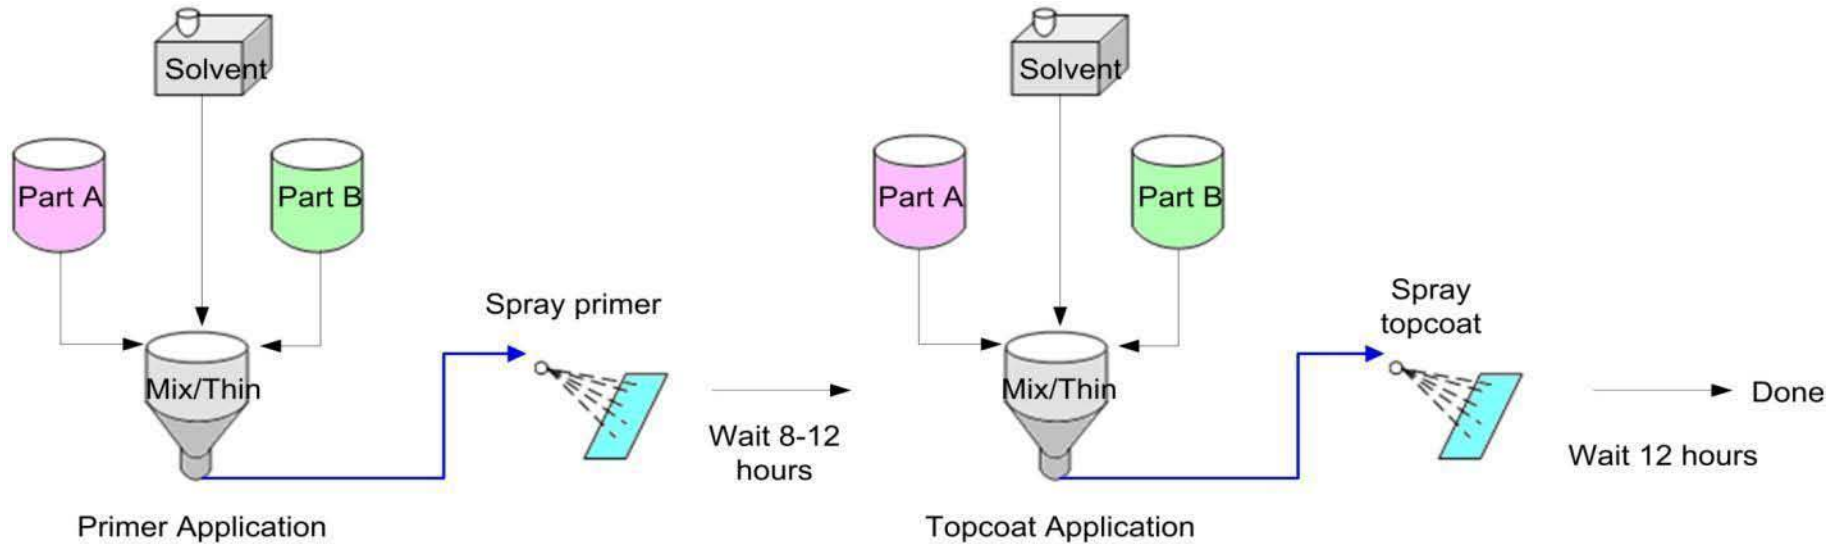 Solvent
Part A
Part B
Mix/Thin
Spray primer
Wait 8-12
hours
Primer Application
Solvent
Part A
Part B
Mix/Thin
Spray
topcoat
Wait 12 hours
Done
Topcoat Application